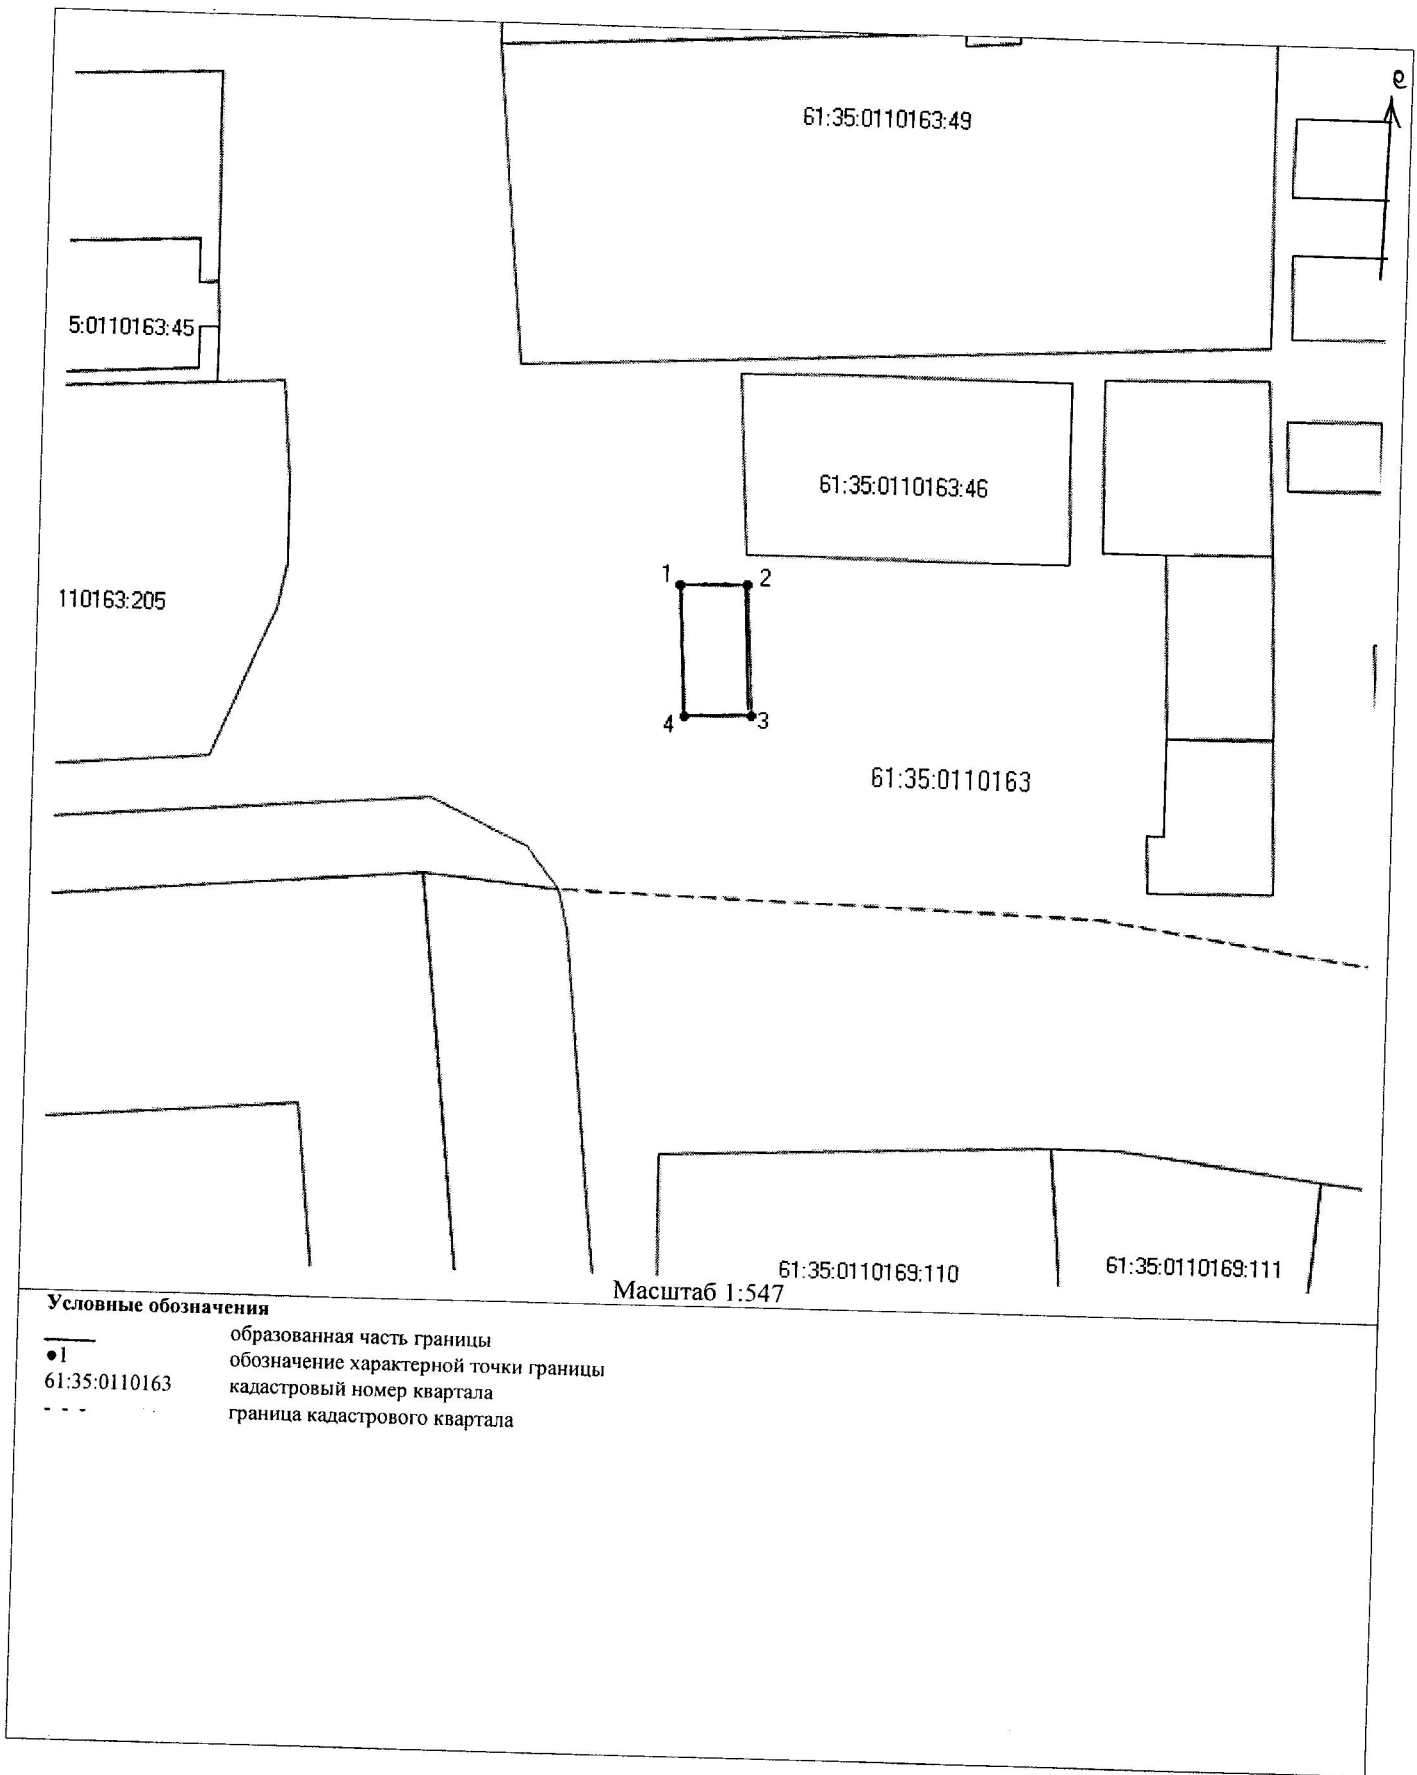 61:35:0110163:49
5:0110163:45
61:35:0110163:46
110163:205
1 2
4 3
61:35:0110163
61:35:0110169:110
61:35:0110169:111
Масштаб 1:547
Условные обозначения
образованная часть границы
●1 обозначение характерной точки границы
61:35:0110163 кадастровый номер квартала
- - - граница кадастрового квартала